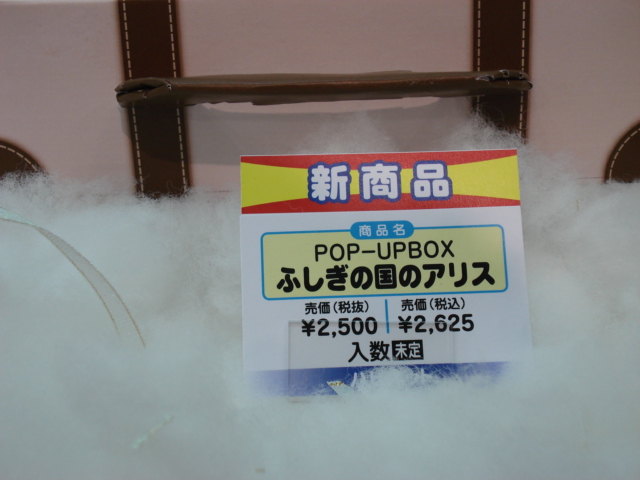 新商品
商品名
POP-UPBOX
ふしぎの国のアリス
売価(税抜) 売価(税込)
¥2,500 ¥2,625
入数未定